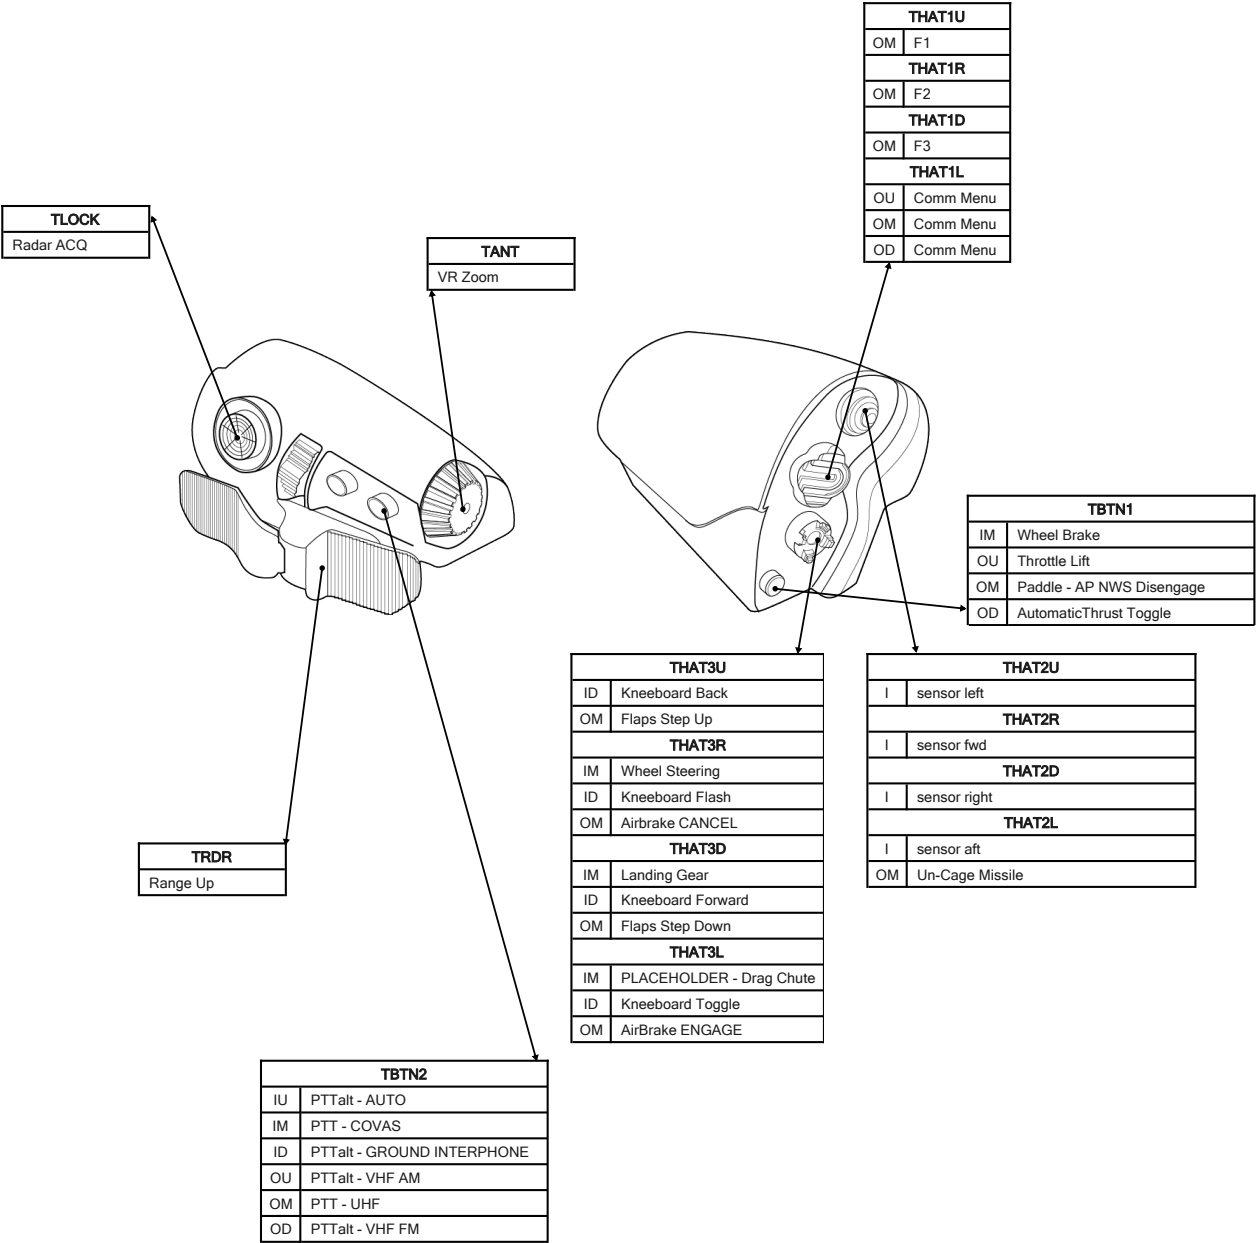 THAT1U
OM F1
THAT1R
OM F2
THAT1D
OM F3
THAT1L
OU Comm Menu
OM Comm Menu
OD Comm Menu
TLOCK
Radar ACQ
TANT
VR Zoom
TBTN1
IM Wheel Brake
OU Throttle Lift
OM Paddle - AP NWS Disengage
OD AutomaticThrust Toggle
THAT3U
ID Kneeboard Back
OM Flaps Step Up
THAT3R
IM Wheel Steering
ID Kneeboard Flash
OM Airbrake CANCEL
THAT3D
IM Landing Gear
ID Kneeboard Forward
OM Flaps Step Down
THAT3L
IM PLACEHOLDER - Drag Chute
ID Kneeboard Toggle
OM AirBrake ENGAGE
THAT2U
I sensor left
THAT2R
I sensor fwd
THAT2D
I sensor right
THAT2L
I sensor aft
OM Un-Cage Missile
TRDR
Range Up
TBTN2
IU PTTalt - AUTO
IM PTT - COVAS
ID PTTalt - GROUND INTERPHONE
OU PTTalt - VHF AM
OM PTT - UHF
OD PTTalt - VHF FM